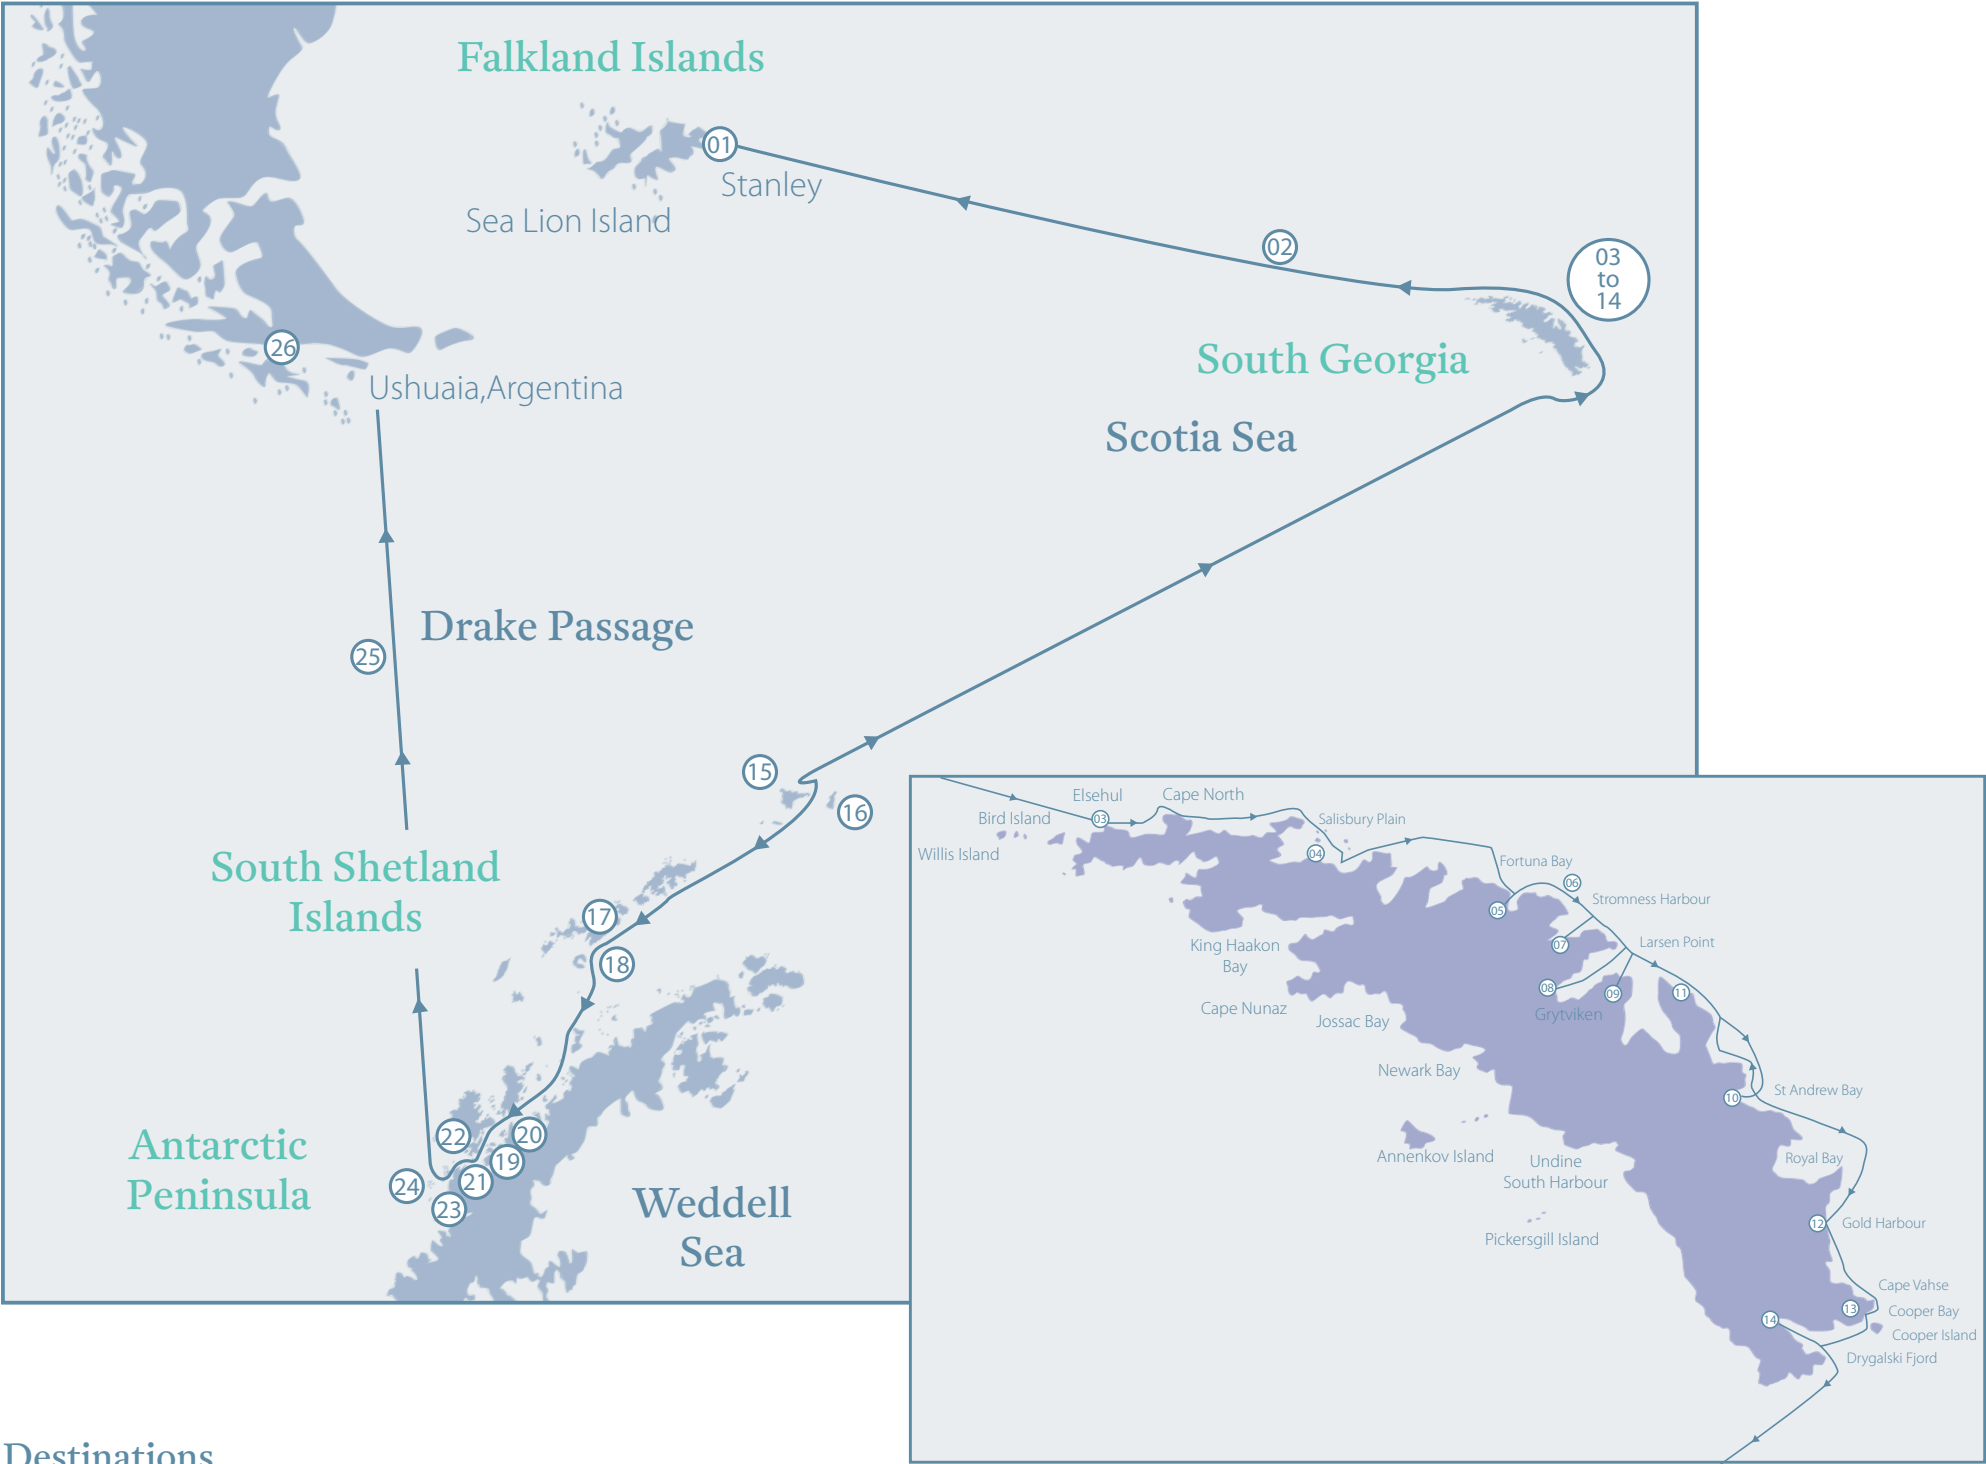 Falkland Islands
01
Stanley
Sea Lion Island
02
03
to
14
26
Ushuaia,Argentina
South Georgia
Scotia Sea
Drake Passage
25
15
16
South Shetland
Islands
17
18
Antarctic
Peninsula
22
20
19
21
24
23
Weddell
Sea
Elsehul
Cape North
Bird Island
03
Salisbury Plain
Willis Island
04
Fortuna Bay
06
05
Stromness Harbour
King Haakon
Bay
07
Larsen Point
08
09
11
Cape Nunaz
Grytviken
Jossac Bay
Newark Bay
10
St Andrew Bay
Annenkov Island
Undine
South Harbour
Royal Bay
12
Gold Harbour
Pickersgill Island
Cape Vahse
13
Cooper Bay
14
Cooper Island
Drygalski Fjord
Destinations